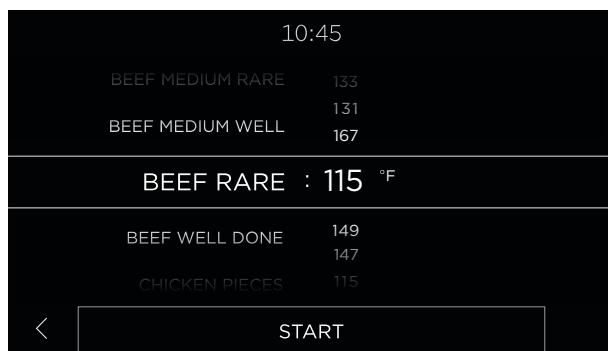 10:45
BEEF MEDIUM RARE 133
131
BEEF MEDIUM WELL 167
BEEF RARE : 115 °F
BEEF WELL DONE 149
147
CHICKEN PIECES 115
START